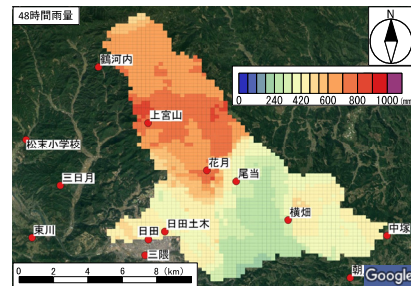 48時間雨量
N
鶴河内
0 240 420 600 800 1000(mm)
上宮山
松末小学校
花月
尾当
三日月
横畑
東川
日田
日田土木
中塚
三隈
0 2 4 6 8 (km)
朝
Google